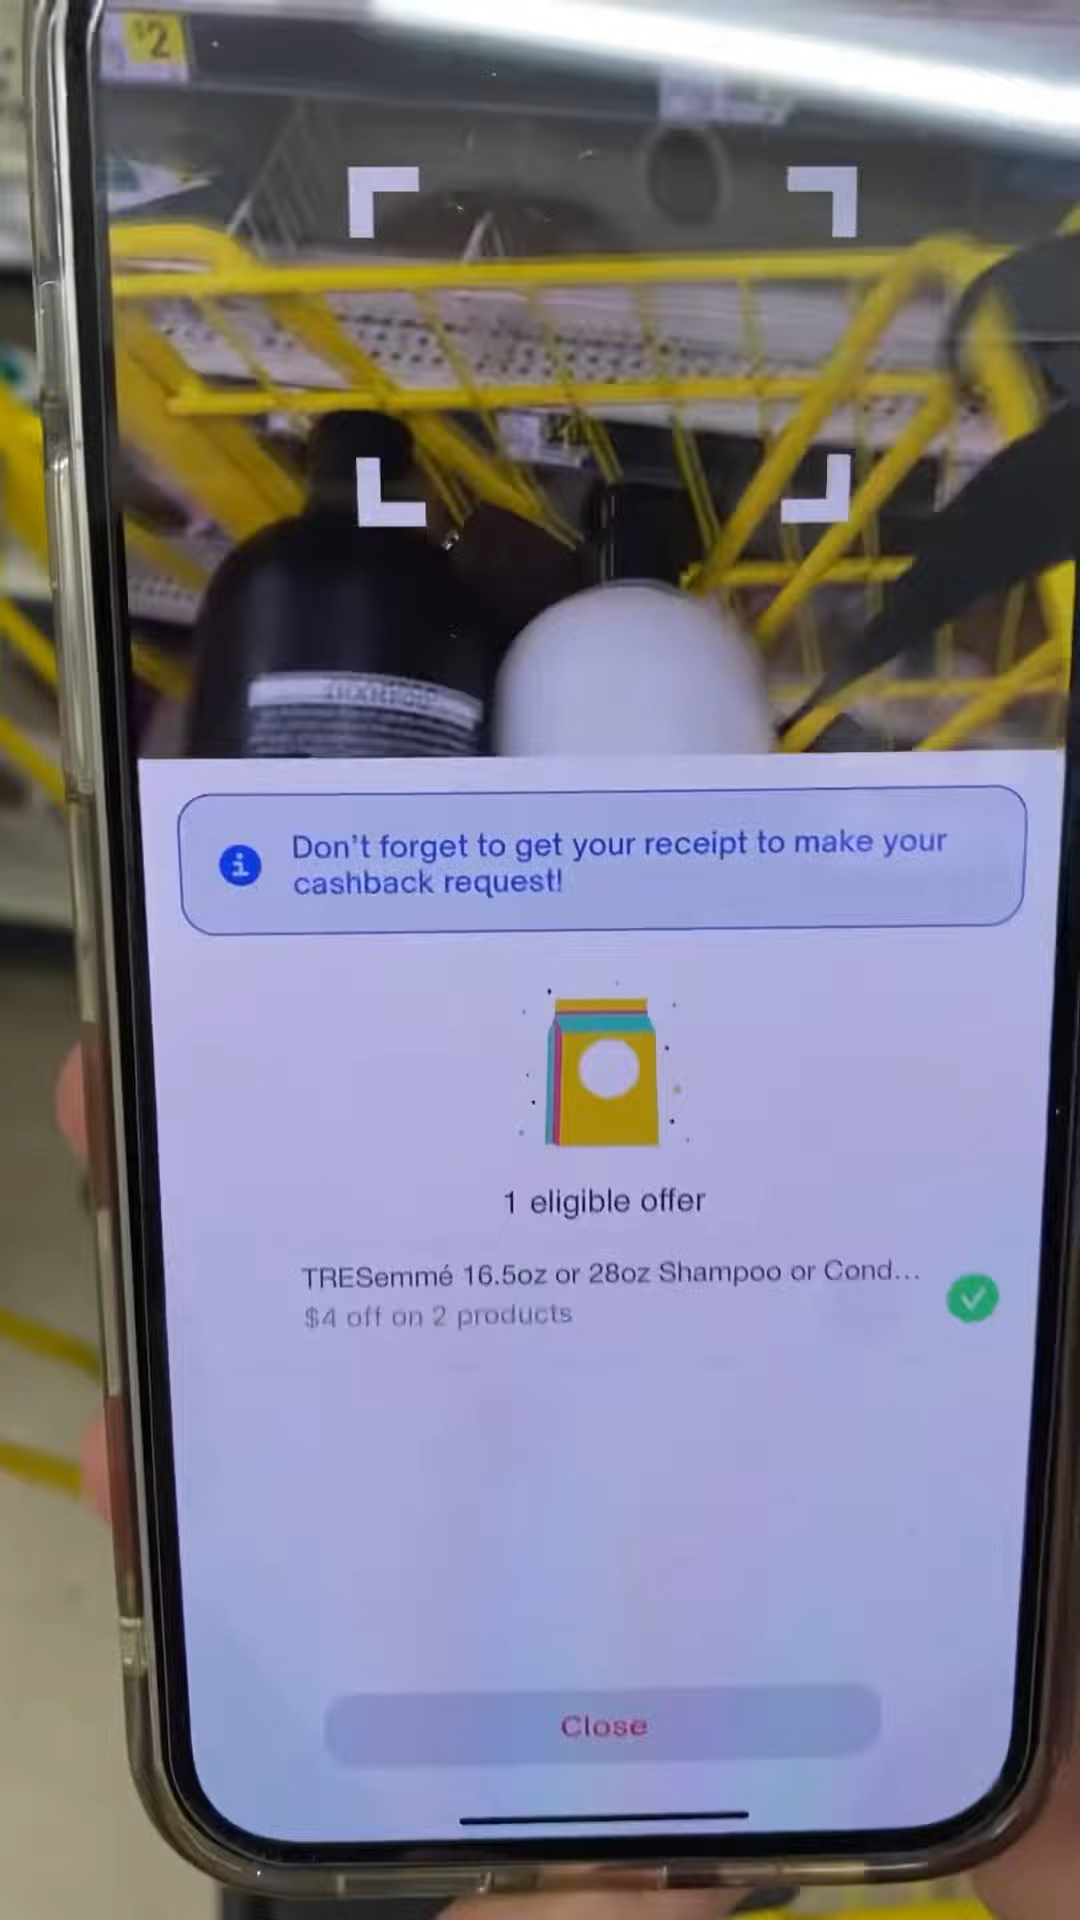 $2
SHAMPOO
Don't forget to get your receipt to make your
cashback request!
1 eligible offer
TRESemmé 16.5oz or 28oz Shampoo or Cond...
$4 off on 2 products
Close